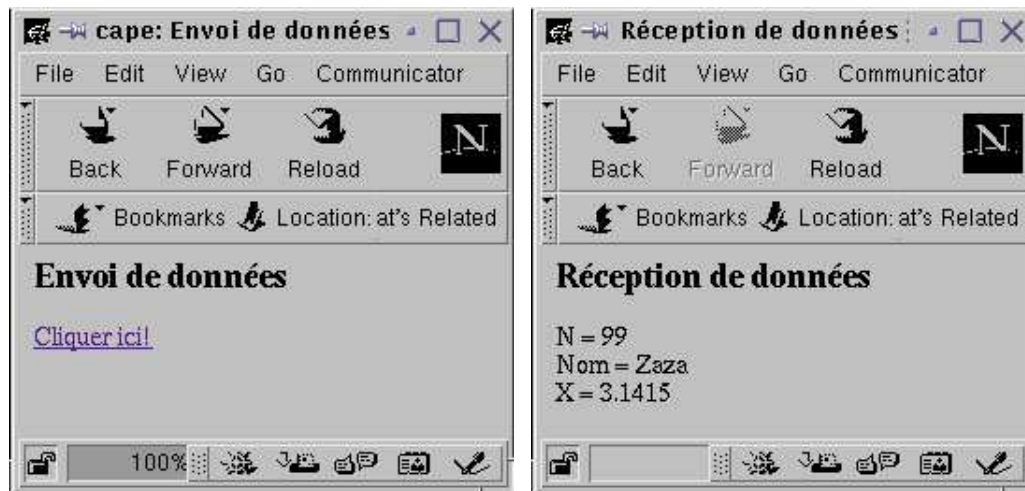 cape: Envoi de données
File Edit View Go Communicator
Back Forward Reload
N
Bookmarks Location: at's Related
Envoi de données
Cliquer ici!
100%
Réception de données
File Edit View Go Communicator
Back Forward Reload
N
Bookmarks Location: at's Related
Réception de données
N = 99
Nom = Zaza
X = 3.1415